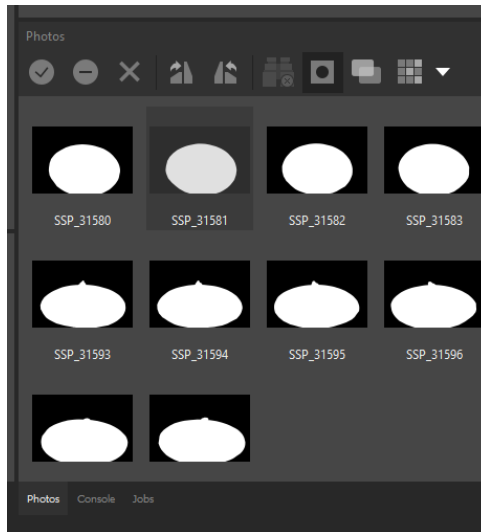 Photos
SSP_31580 SSP_31581 SSP_31582 SSP_31583
SSP_31593 SSP_31594 SSP_31595 SSP_31596
Photos Console Jobs